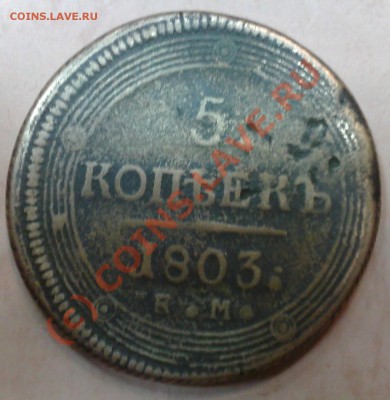 COINS.LAVE.RU
5
КОПѢЕКЪ
1803.
К.М.
(c) COINS.LAVE.RU